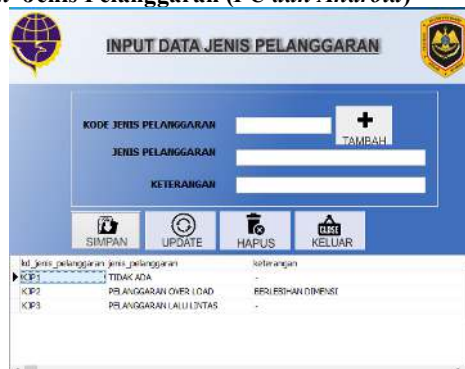 Jenis Pelanggaran (PC dan Android)
INPUT DATA JENIS PELANGGARAN
KODE JENIS PELANGGARAN
TAMBAH
JENIS PELANGGARAN
KETERANGAN
SIMPAN UPDATE HAPUS CLOSE KELUAR
kd_jenis_pelanggaran jenis_pelanggaran keterangan
KJP1 TIDAK ADA -
KJP2 PELANGGARAN OVER LOAD BERLEBIHAN DIMENSI
KJP3 PELANGGARAN LALU LINTAS -